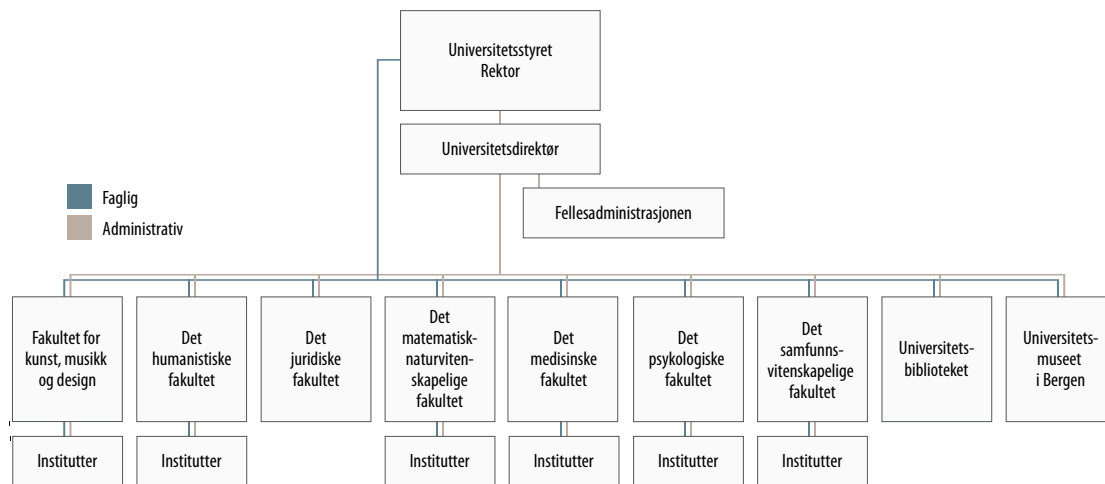 Universitetsstyret
Rektor
Universitetsdirektør
Fellesadministrasjonen
Faglig
Administrativ
Fakultet for
kunst, musikk
og design
Det
humanistiske
fakultet
Det
juridiske
fakultet
Det
matematisk-
naturviten-
skapelige
fakultet
Det
medisinske
fakultet
Det
psykologiske
fakultet
Det
samfunns-
vitenskapelige
fakultet
Universitets-
biblioteket
Universitets-
museet
i Bergen
Institutter
Institutter
Institutter
Institutter
Institutter
Institutter